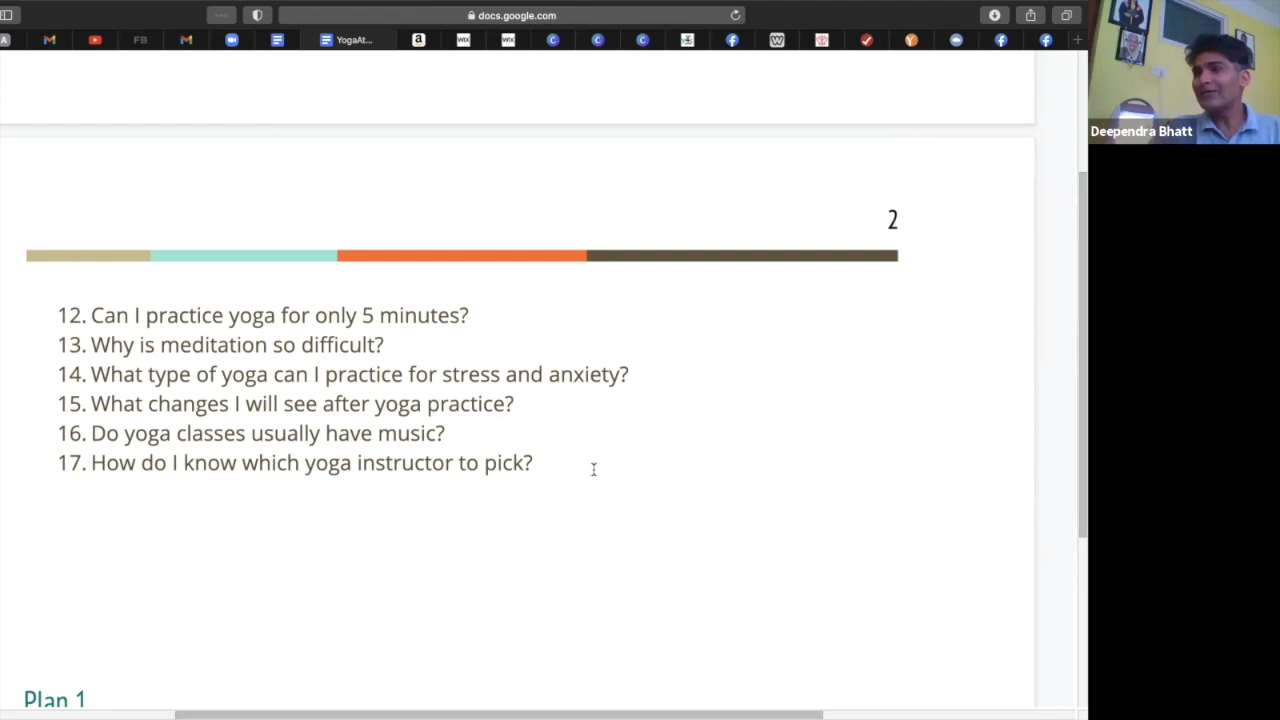 docs.google.com
FB
YogaAt...
Deependra Bhatt
2
12. Can I practice yoga for only 5 minutes?
13. Why is meditation so difficult?
14. What type of yoga can I practice for stress and anxiety?
15. What changes I will see after yoga practice?
16. Do yoga classes usually have music?
17. How do I know which yoga instructor to pick?
Plan 1